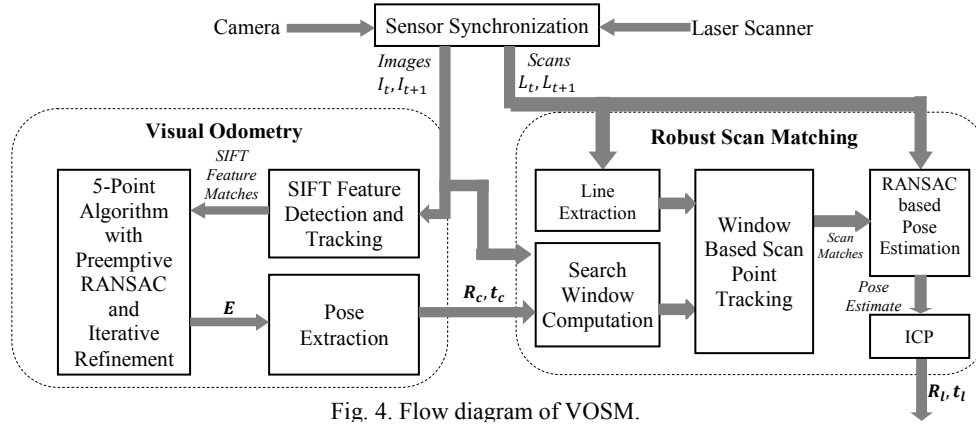 Camera
Sensor Synchronization
Laser Scanner
Images
I_t, I_{t+1}
Scans
L_t, L_{t+1}
Visual Odometry
SIFT
Feature
Matches
5-Point
Algorithm
with
Preemptive
RANSAC
and
Iterative
Refinement
SIFT Feature
Detection and
Tracking
E
Pose
Extraction
R_c, t_c
Robust Scan Matching
Line
Extraction
Search
Window
Computation
Window
Based Scan
Point
Tracking
Scan
Matches
RANSAC
based
Pose
Estimation
Pose
Estimate
ICP
R_l, t_l
Fig. 4. Flow diagram of VOSM.